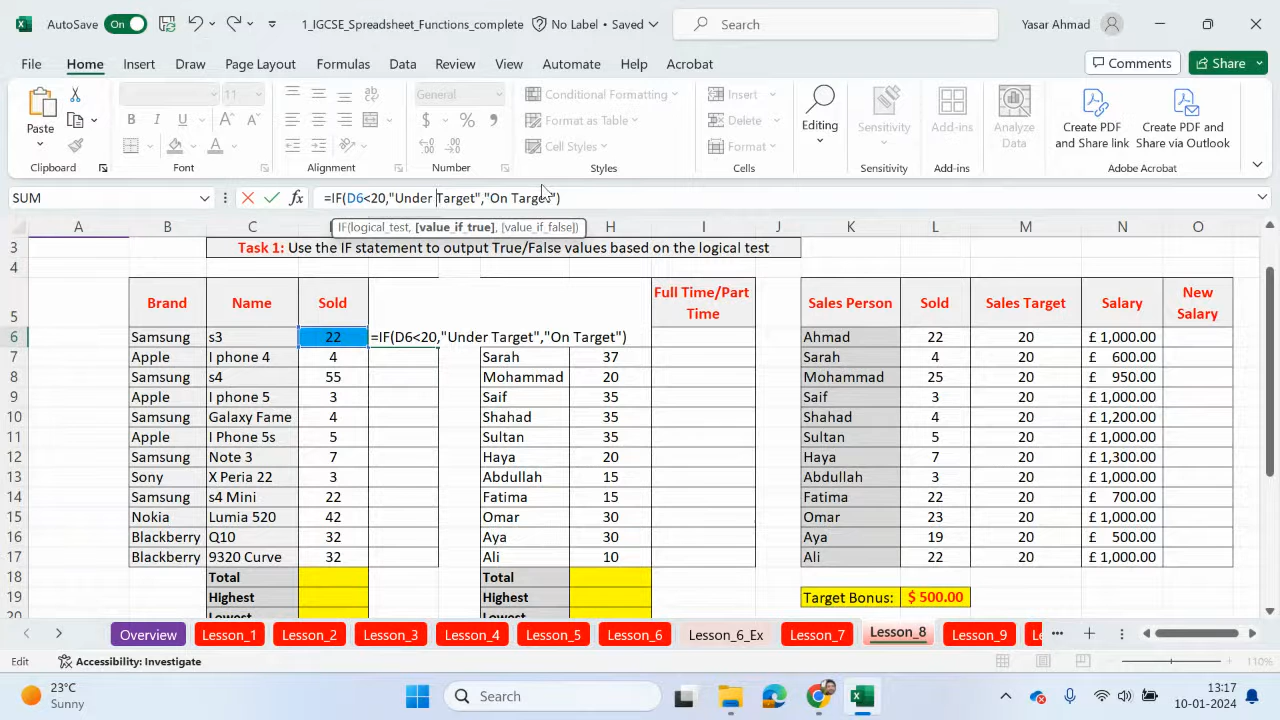 AutoSave On 1_IGCSE_Spreadsheet_Functions_complete No Label • Saved Search Yasar Ahmad
File Home Insert Draw Page Layout Formulas Data Review View Automate Help Acrobat Comments Share
Paste
11
B I U A A
ab
General
$ % 9
Conditional Formatting
Format as Table
Cell Styles
Insert
Delete
Format
Editing
Sensitivity
Add-ins
Analyze Data
Create PDF and Share link
Create PDF and Share via Outlook
Clipboard Font Alignment Number Styles Cells Sensitivity Add-ins Adobe Acrobat
SUM fx =IF(D6<20,"Under Target","On Target")
IF(logical_test, [value_if_true], [value_if_false])
A B C H I J K L M N O
3 Task 1: Use the IF statement to output True/False values based on the logical test
4
5 Brand Name Sold Full Time/Part Time Sales Person Sold Sales Target Salary New Salary
6 Samsung s3 22 =IF(D6<20,"Under Target","On Target") Ahmad 22 20 £ 1,000.00
7 Apple I phone 4 4 Sarah 37 Sarah 4 20 £ 600.00
8 Samsung s4 55 Mohammad 20 Mohammad 25 20 £ 950.00
9 Apple I phone 5 3 Saif 35 Saif 3 20 £ 1,000.00
10 Samsung Galaxy Fame 4 Shahad 35 Shahad 4 20 £ 1,200.00
11 Apple I Phone 5s 5 Sultan 35 Sultan 5 20 £ 1,000.00
12 Samsung Note 3 7 Haya 20 Haya 7 20 £ 1,300.00
13 Sony X Peria 22 3 Abdullah 15 Abdullah 3 20 £ 1,000.00
14 Samsung s4 Mini 22 Fatima 15 Fatima 22 20 £ 700.00
15 Nokia Lumia 520 42 Omar 30 Omar 23 20 £ 1,000.00
16 Blackberry Q10 32 Aya 30 Aya 19 20 £ 500.00
17 Blackberry 9320 Curve 32 Ali 10 Ali 22 20 £ 1,000.00
18 Total Total
19 Highest Highest Target Bonus: $ 500.00
20 Lowest Lowest
Overview Lesson_1 Lesson_2 Lesson_3 Lesson_4 Lesson_5 Lesson_6 Lesson_6_Ex Lesson_7 Lesson_8 Lesson_9
Edit Accessibility: Investigate 110%
23°C
Sunny
Search
13:17
10-01-2024